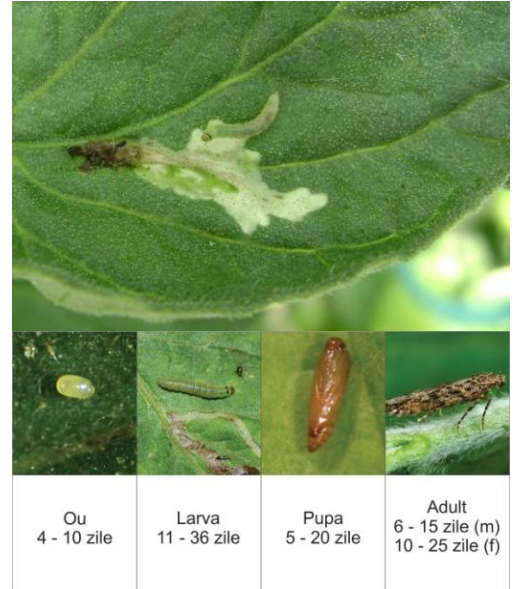 Ou
4 - 10 zile
Larva
11 - 36 zile
Pupa
5 - 20 zile
Adult
6 - 15 zile (m)
10 - 25 zile (f)